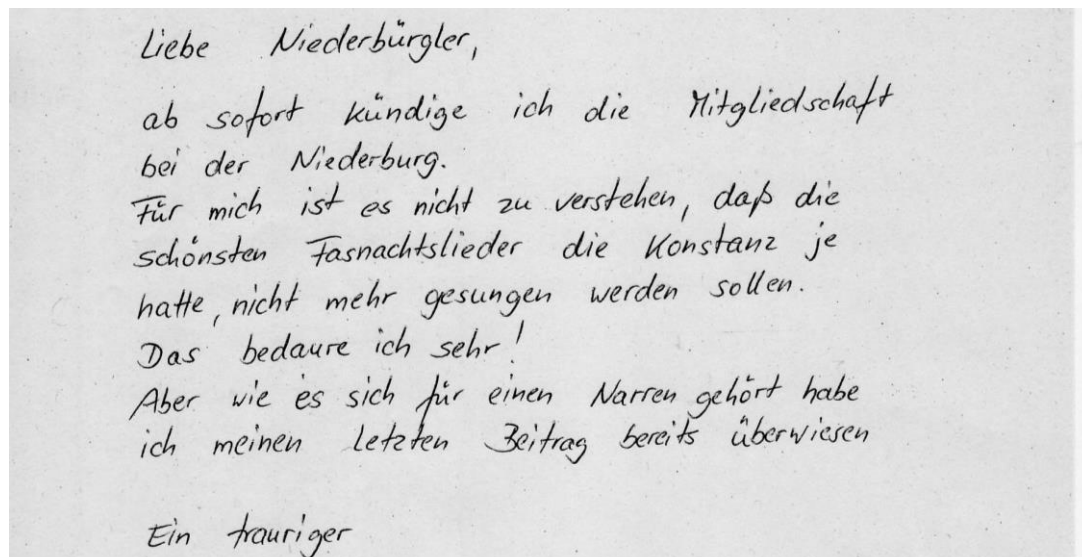 Liebe Niederbürgler,
ab sofort kündige ich die Mitgliedschaft
bei der Niederburg.
Für mich ist es nicht zu verstehen, daß die
schönsten Fasnachtslieder die Konstanz je
hatte, nicht mehr gesungen werden sollen.
Das bedaure ich sehr!
Aber wie es sich für einen Narren gehört habe
ich meinen letzten Beitrag bereits überwiesen
Ein trauriger